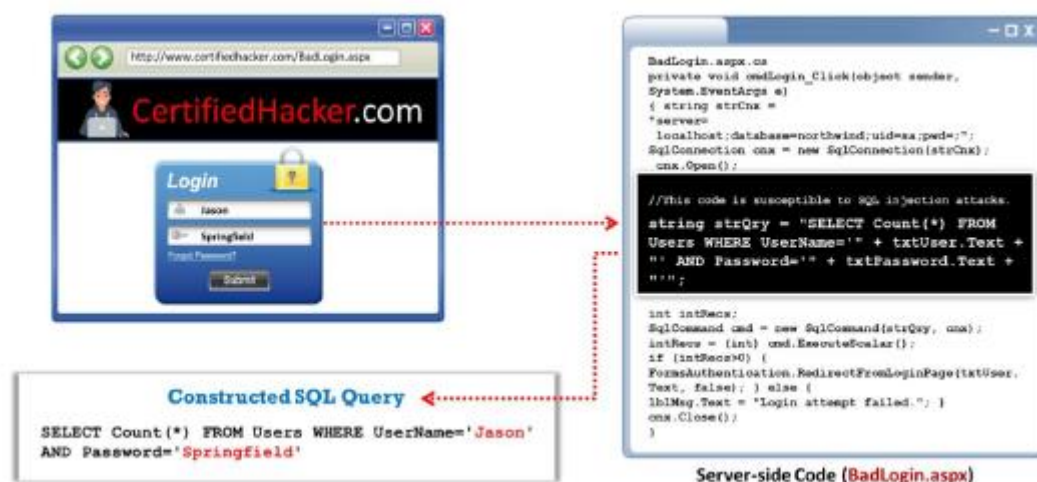 http://www.certifiedhacker.com/BadLogin.aspx
CertifiedHacker.com
Login
Jason
Springfield
Forgot Password?
Submit
Constructed SQL Query
SELECT Count(*) FROM Users WHERE UserName='Jason'
AND Password='Springfield'
BadLogin.aspx.cs
private void cmdLogin_Click(object sender,
System.EventArgs e)
{ string strCnx =
"server=
localhost;database=northwind;uid=sa;pwd=;";
SqlConnection cnx = new SqlConnection(strCnx);
cnx.Open();
//This code is susceptible to SQL injection attacks.
string strQry = "SELECT Count(*) FROM
Users WHERE UserName='" + txtUser.Text +
"' AND Password='" + txtPassword.Text +
"'";
int intRecs;
SqlCommand cmd = new SqlCommand(strQry, cnx);
intRecs = (int) cmd.ExecuteScalar();
if (intRecs>0) {
FormsAuthentication.RedirectFromLoginPage(txtUser.
Text, false); } else {
lblMsg.Text = "Login attempt failed."; }
cnx.Close();
}
Server-side Code (BadLogin.aspx)